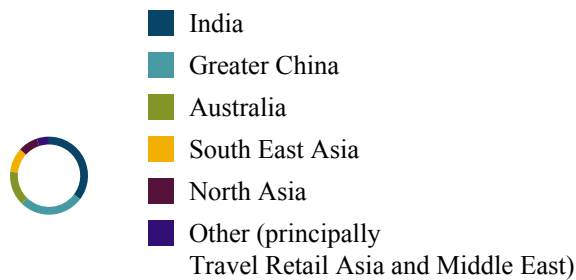 India
Greater China
Australia
South East Asia
North Asia
Other (principally
Travel Retail Asia and Middle East)